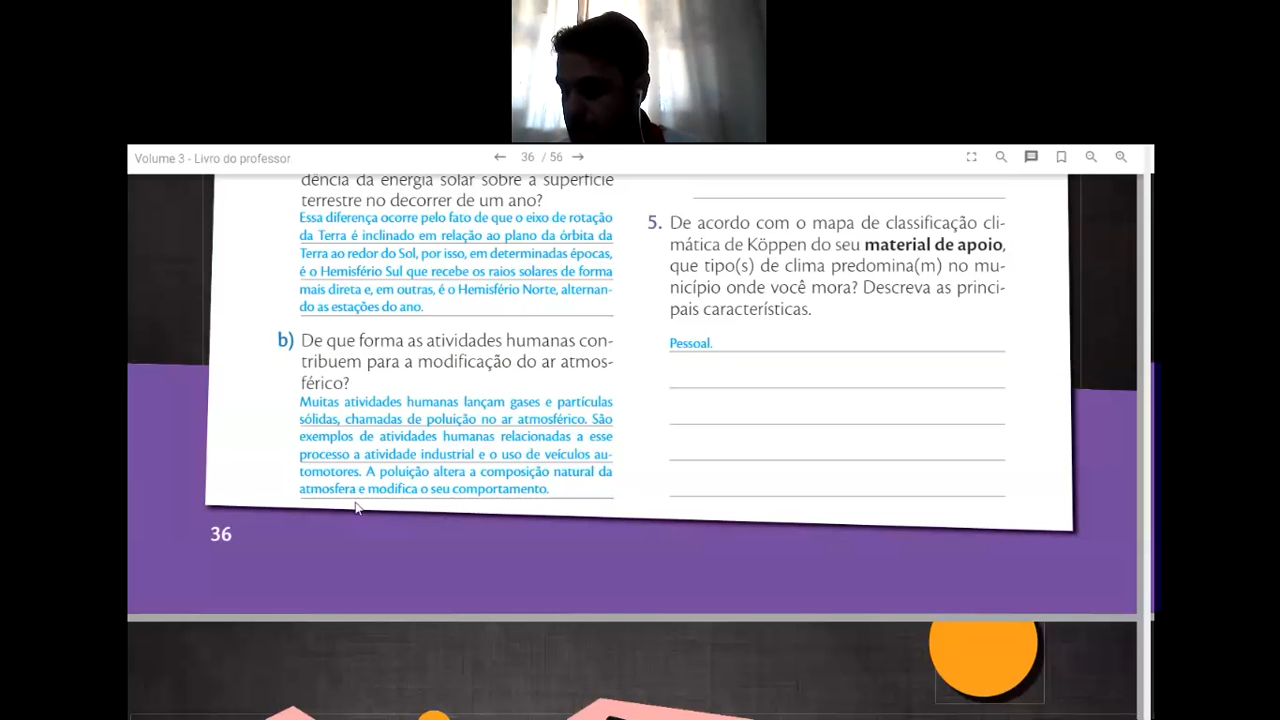 Volume 3 - Livro do professor
36 / 56
dência da energia solar sobre a superfície
terrestre no decorrer de um ano?
Essa diferença ocorre pelo fato de que o eixo de rotação
da Terra é inclinado em relação ao plano da órbita da
Terra ao redor do Sol, por isso, em determinadas épocas,
é o Hemisfério Sul que recebe os raios solares de forma
mais direta e, em outras, é o Hemisfério Norte, alternan-
do as estações do ano.
b) De que forma as atividades humanas con-
tribuem para a modificação do ar atmos-
férico?
Muitas atividades humanas lançam gases e partículas
sólidas, chamadas de poluição no ar atmosférico. São
exemplos de atividades humanas relacionadas a esse
processo a atividade industrial e o uso de veículos au-
tomotores. A poluição altera a composição natural da
atmosfera e modifica o seu comportamento.
5. De acordo com o mapa de classificação cli-
mática de Köppen do seu material de apoio,
que tipo(s) de clima predomina(m) no mu-
nicípio onde você mora? Descreva as princi-
pais características.
Pessoal.
36